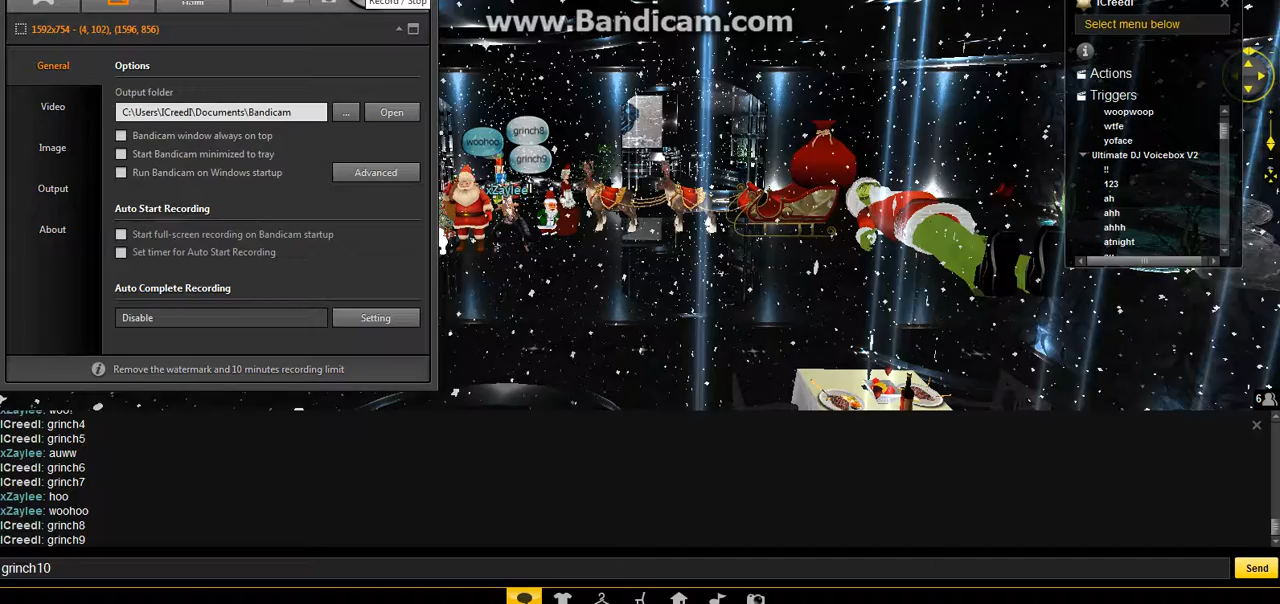 Home
Record / Stop
www.Bandicam.com
ICreedI
Select menu below
1592x754 - (4, 102), (1596, 856)
General
Video
Image
Output
About
Options
Output folder
C:\Users\ICreedI\Documents\Bandicam
...
Open
Bandicam window always on top
Start Bandicam minimized to tray
Run Bandicam on Windows startup
Advanced
Auto Start Recording
Start full-screen recording on Bandicam startup
Set timer for Auto Start Recording
Auto Complete Recording
Disable
Setting
Remove the watermark and 10 minutes recording limit
woohoo
grinch8
grinch9
xZaylee
Actions
Triggers
woopwoop
wtfe
yoface
Ultimate DJ Voicebox V2
!!
123
ah
ahh
ahhh
atnight
6
xZaylee: woo!
ICreedI: grinch4
ICreedI: grinch5
xZaylee: auww
ICreedI: grinch6
ICreedI: grinch7
xZaylee: hoo
xZaylee: woohoo
ICreedI: grinch8
ICreedI: grinch9
grinch10
Send